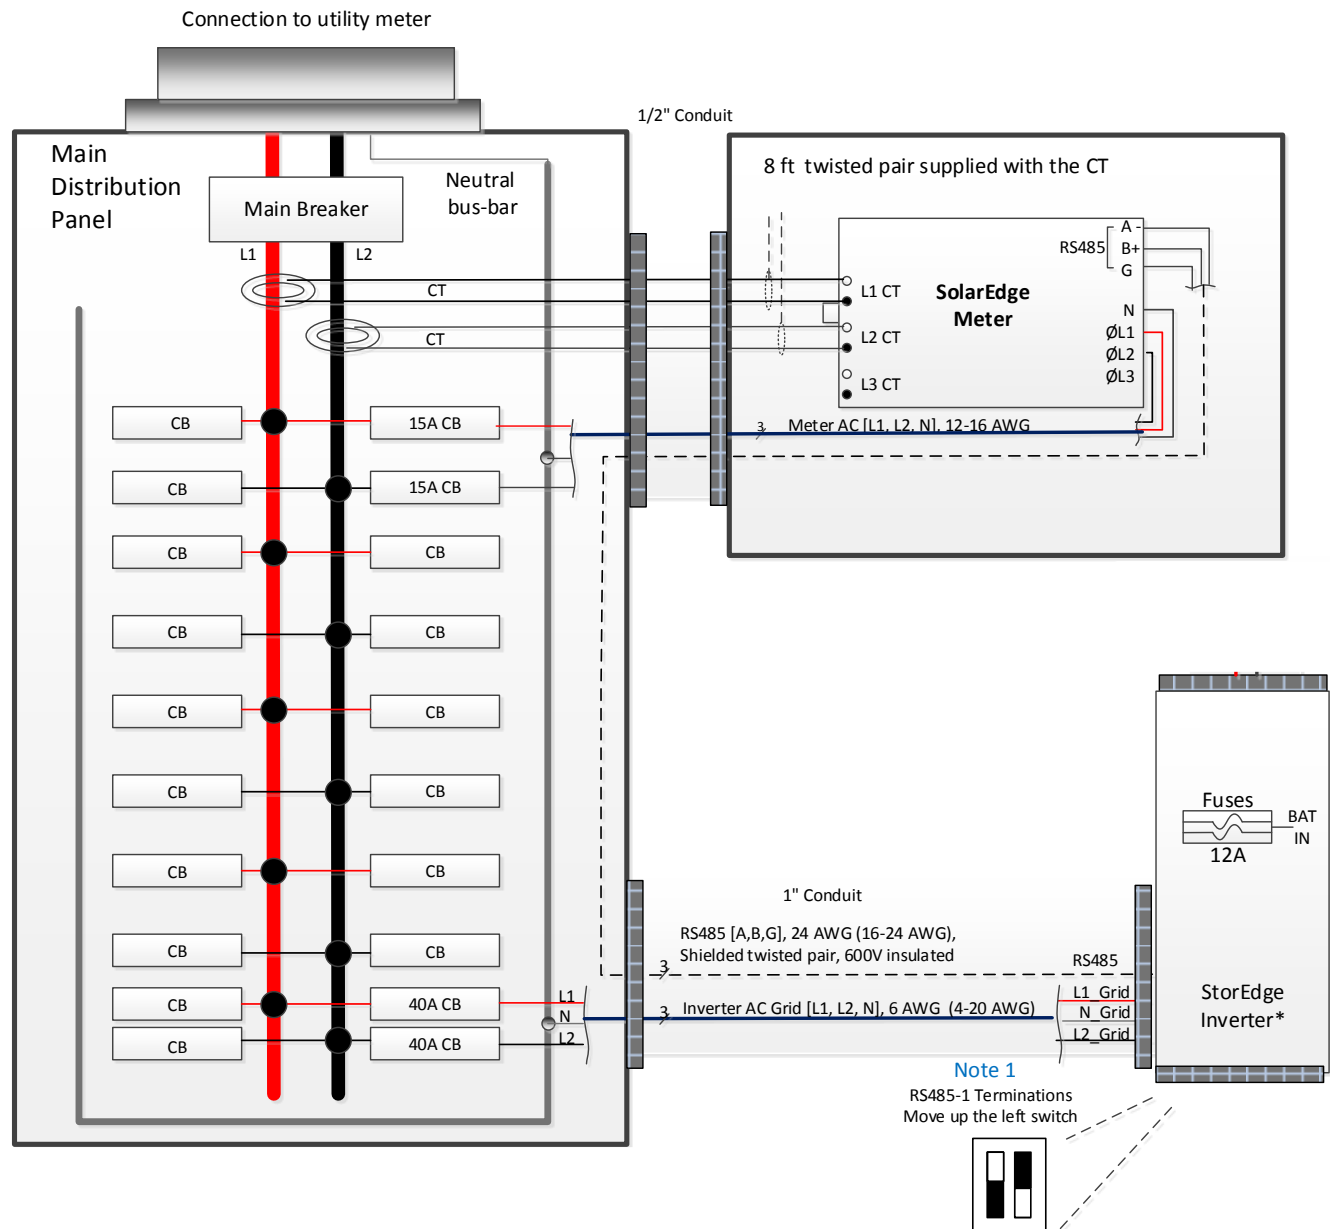 Connection to utility meter
1/2" Conduit
Main
Distribution
Panel
Neutral
bus-bar
Main Breaker
L1
L2
CT
CT
8 ft  twisted pair supplied with the CT
A -
RS485
B+
G
L1 CT
SolarEdge
Meter
N
L2 CT
ØL1
ØL2
L3 CT
ØL3
3
Meter AC [L1, L2, N], 12-16 AWG
CB
15A CB
CB
15A CB
CB
CB
CB
CB
CB
CB
CB
CB
CB
CB
CB
CB
CB
40A CB
CB
40A CB
L1
N
L2
1" Conduit
RS485 [A,B,G], 24 AWG (16-24 AWG),
Shielded twisted pair, 600V insulated
3
RS485
3
Inverter AC Grid [L1, L2, N], 6 AWG  (4-20 AWG)
L1_Grid
N_Grid
L2_Grid
Fuses
12A
BAT
IN
StorEdge
Inverter*
Note 1
RS485-1 Terminations
Move up the left switch